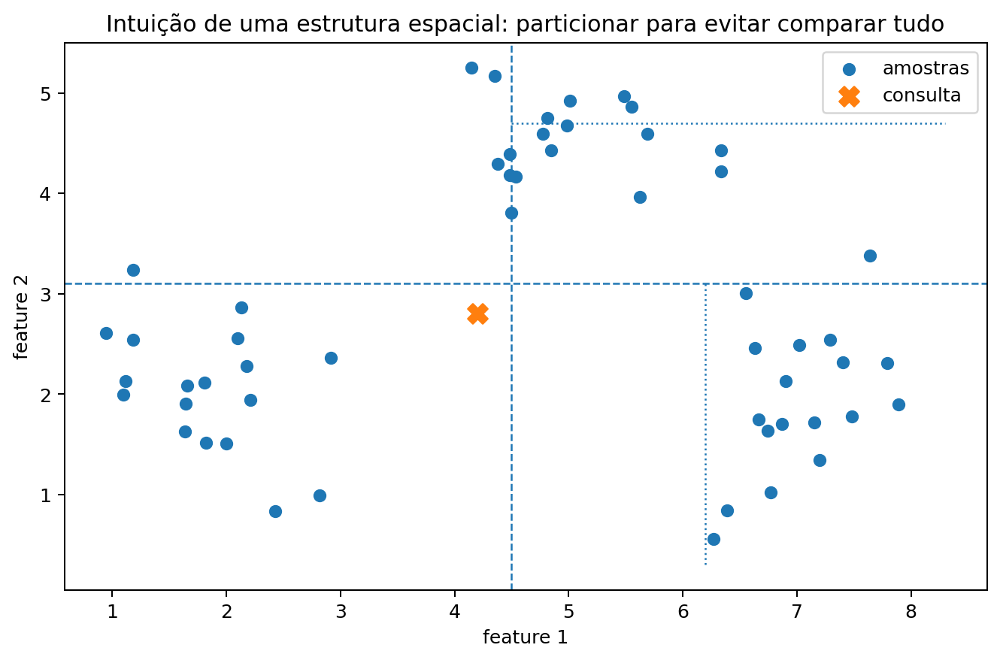 Intuição de uma estrutura espacial: particionar para evitar comparar tudo
amostras
consulta
5
4
3
2
1
feature 2
1 2 3 4 5 6 7 8
feature 1